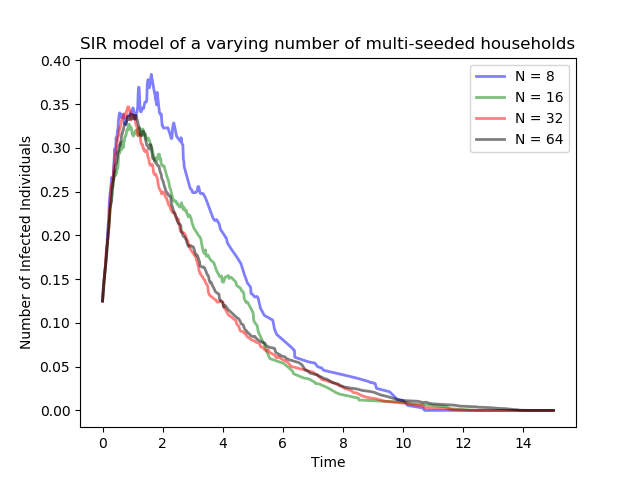 SIR model of a varying number of multi-seeded households
N = 8
N = 16
N = 32
N = 64
Number of Infected Individuals
0.40
0.35
0.30
0.25
0.20
0.15
0.10
0.05
0.00
0 2 4 6 8 10 12 14
Time